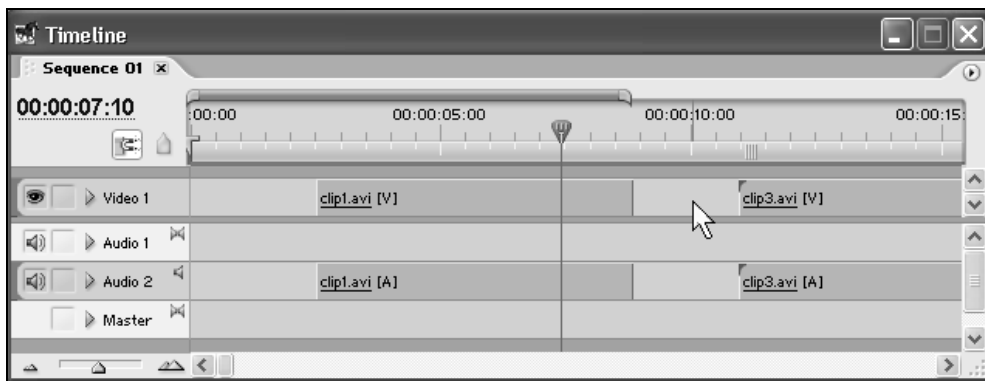 Timeline
Sequence 01
00:00:07:10
:00:00 00:00:05:00 00:00:10:00 00:00:15:
Video 1 clip1.avi [V] clip3.avi [V]
Audio 1
Audio 2 clip1.avi [A] clip3.avi [A]
Master